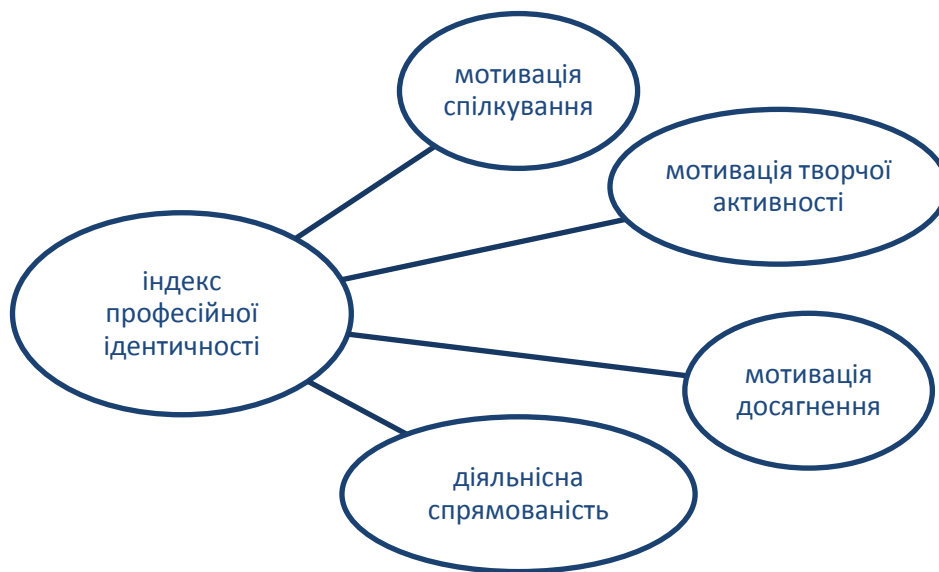 мотивація
спілкування
мотивація творчої
активності
індекс
професійної
ідентичності
мотивація
досягнення
діяльнісна
спрямованість